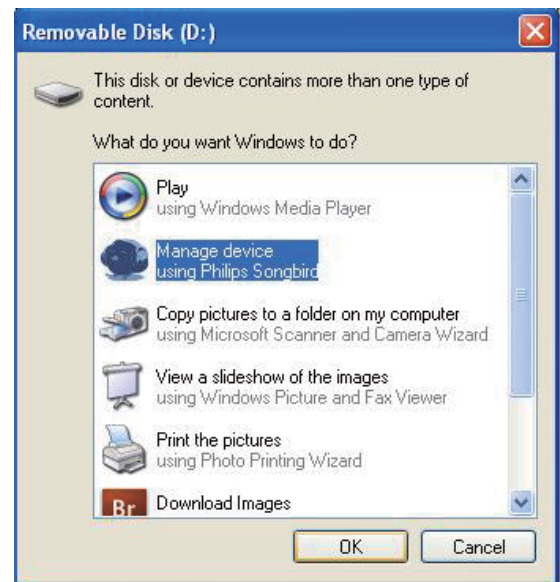 Removable Disk (D:)
This disk or device contains more than one type of
content.
What do you want Windows to do?
Play
using Windows Media Player
Manage device
using Philips Songbird
Copy pictures to a folder on my computer
using Microsoft Scanner and Camera Wizard
View a slideshow of the images
using Windows Picture and Fax Viewer
Print the pictures
using Photo Printing Wizard
Br
Download Images
OK
Cancel